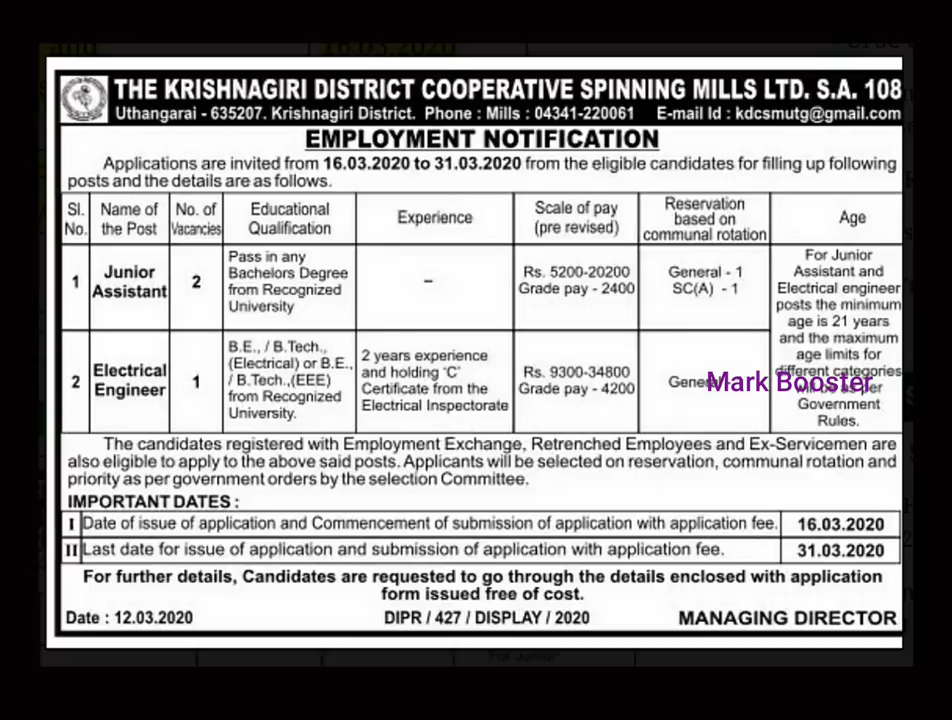 THE KRISHNAGIRI DISTRICT COOPERATIVE SPINNING MILLS LTD. S.A. 108
Uthangarai - 635207. Krishnagiri District. Phone : Mills : 04341-220061 E-mail Id : kdcsmutg@gmail.com
EMPLOYMENT NOTIFICATION
Applications are invited from 16.03.2020 to 31.03.2020 from the eligible candidates for filling up following
posts and the details are as follows.
Sl. No.
Name of the Post
No. of Vacancies
Educational Qualification
Experience
Scale of pay (pre revised)
Reservation based on communal rotation
Age
1
Junior
Assistant
2
Pass in any
Bachelors Degree
from Recognized
University
–
Rs. 5200-20200
Grade pay - 2400
General - 1
SC(A) - 1
For Junior
Assistant and
Electrical engineer
posts the minimum
age is 21 years
and the maximum
age limits for
different categories
will be as per
Government
Rules.
2
Electrical
Engineer
1
B.E., / B.Tech.,
(Electrical) or B.E.,
/ B.Tech.,(EEE)
from Recognized
University.
2 years experience
and holding 'C'
Certificate from the
Electrical Inspectorate
Rs. 9300-34800
Grade pay - 4200
General
Mark Booster
The candidates registered with Employment Exchange, Retrenched Employees and Ex-Servicemen are
also eligible to apply to the above said posts. Applicants will be selected on reservation, communal rotation and
priority as per government orders by the selection Committee.
IMPORTANT DATES :
I Date of issue of application and Commencement of submission of application with application fee. 16.03.2020
II Last date for issue of application and submission of application with application fee. 31.03.2020
For further details, Candidates are requested to go through the details enclosed with application
form issued free of cost.
Date : 12.03.2020 DIPR / 427 / DISPLAY / 2020 MANAGING DIRECTOR